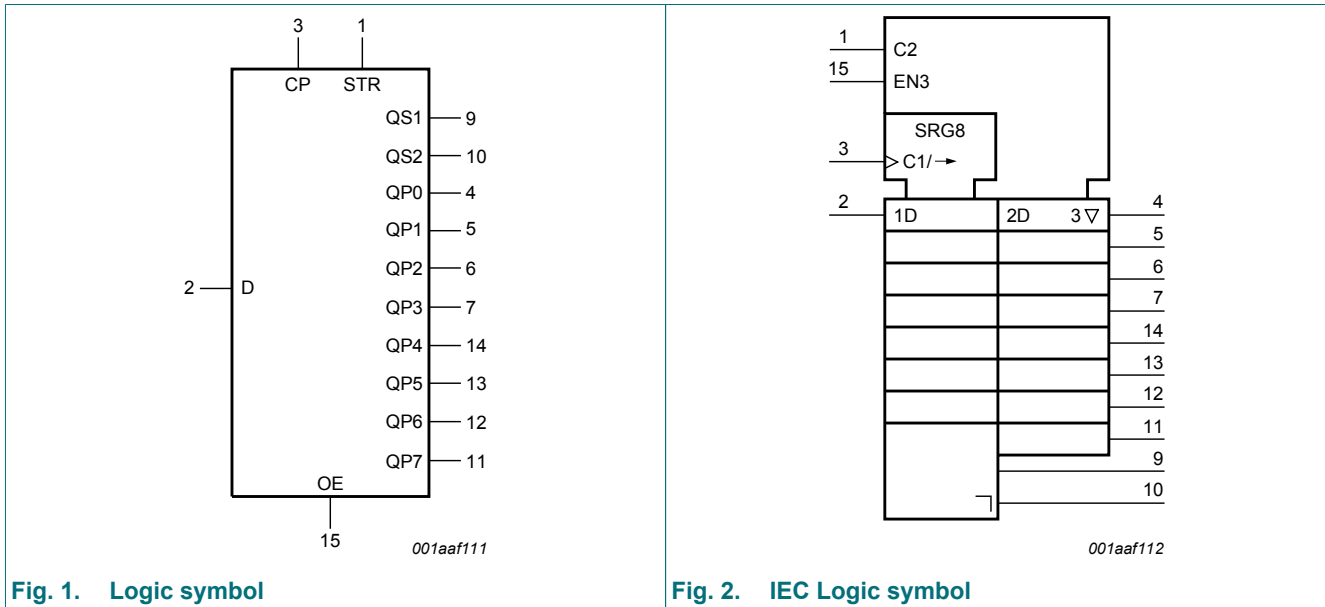 3 1
CP STR
QS1 9
QS2 10
QP0 4
QP1 5
QP2 6
QP3 7
2 D
QP4 14
QP5 13
QP6 12
QP7 11
OE
15
001aaf111
Fig. 1. Logic symbol
1 C2
15 EN3
SRG8
3 C1/→
2 1D 2D 3▽ 4
5
6
7
14
13
12
11
9
10
001aaf112
Fig. 2. IEC Logic symbol